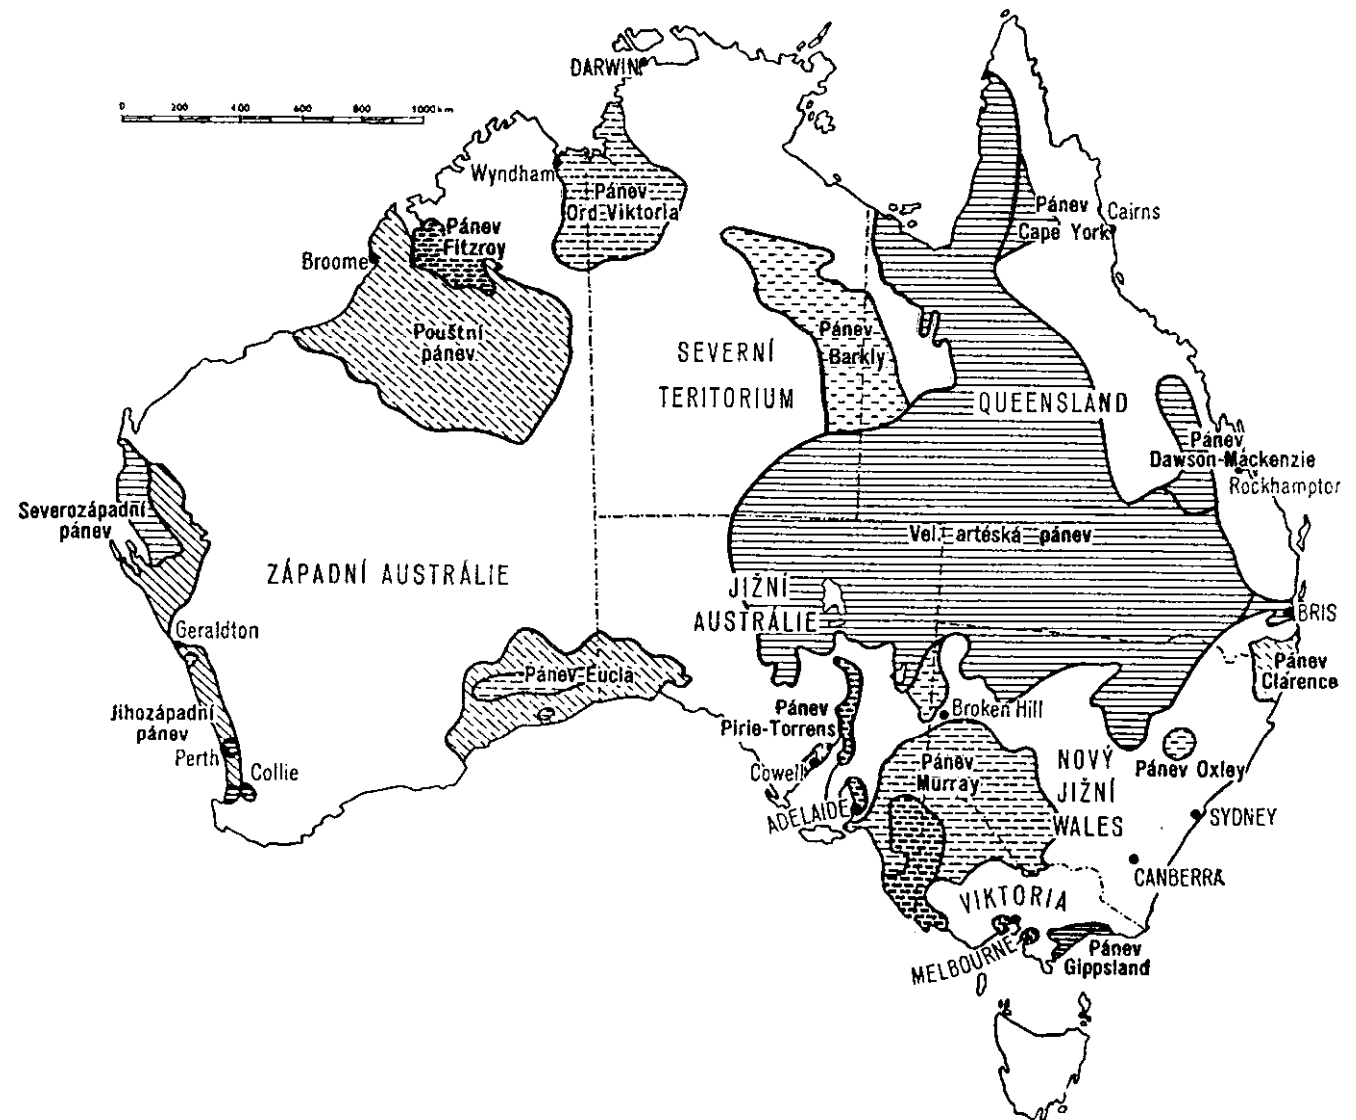 DARWIN
0 200 400 600 800 1000 km
Wyndham
Pánev
Ord-Viktoria
Pánev
Fitzroy
Broome
Pouštní
pánev
Pánev
Cape York
Cairns
Pánev
Barkly
SEVERNÍ
TERITORIUM
QUEENSLAND
Pánev
Dawson-Máckenzie
Rockhamptor
Severozápadní
pánev
Vel. artéská pánev
ZÁPADNÍ AUSTRÁLIE
JIŽNÍ
AUSTRÁLIE
BRIS
Geraldton
Pánev Eucla
Pánev
Clarence
Jihozápadní
pánev
Perth
Collie
Pánev
Pirie-Torrens
Broken Hill
Cowell
Pánev
Murray
NOVÝ
JIŽNÍ
WALES
Pánev Oxley
ADELAIDE
SYDNEY
CANBERRA
VIKTORIA
MELBOURNE
Pánev
Gippsland